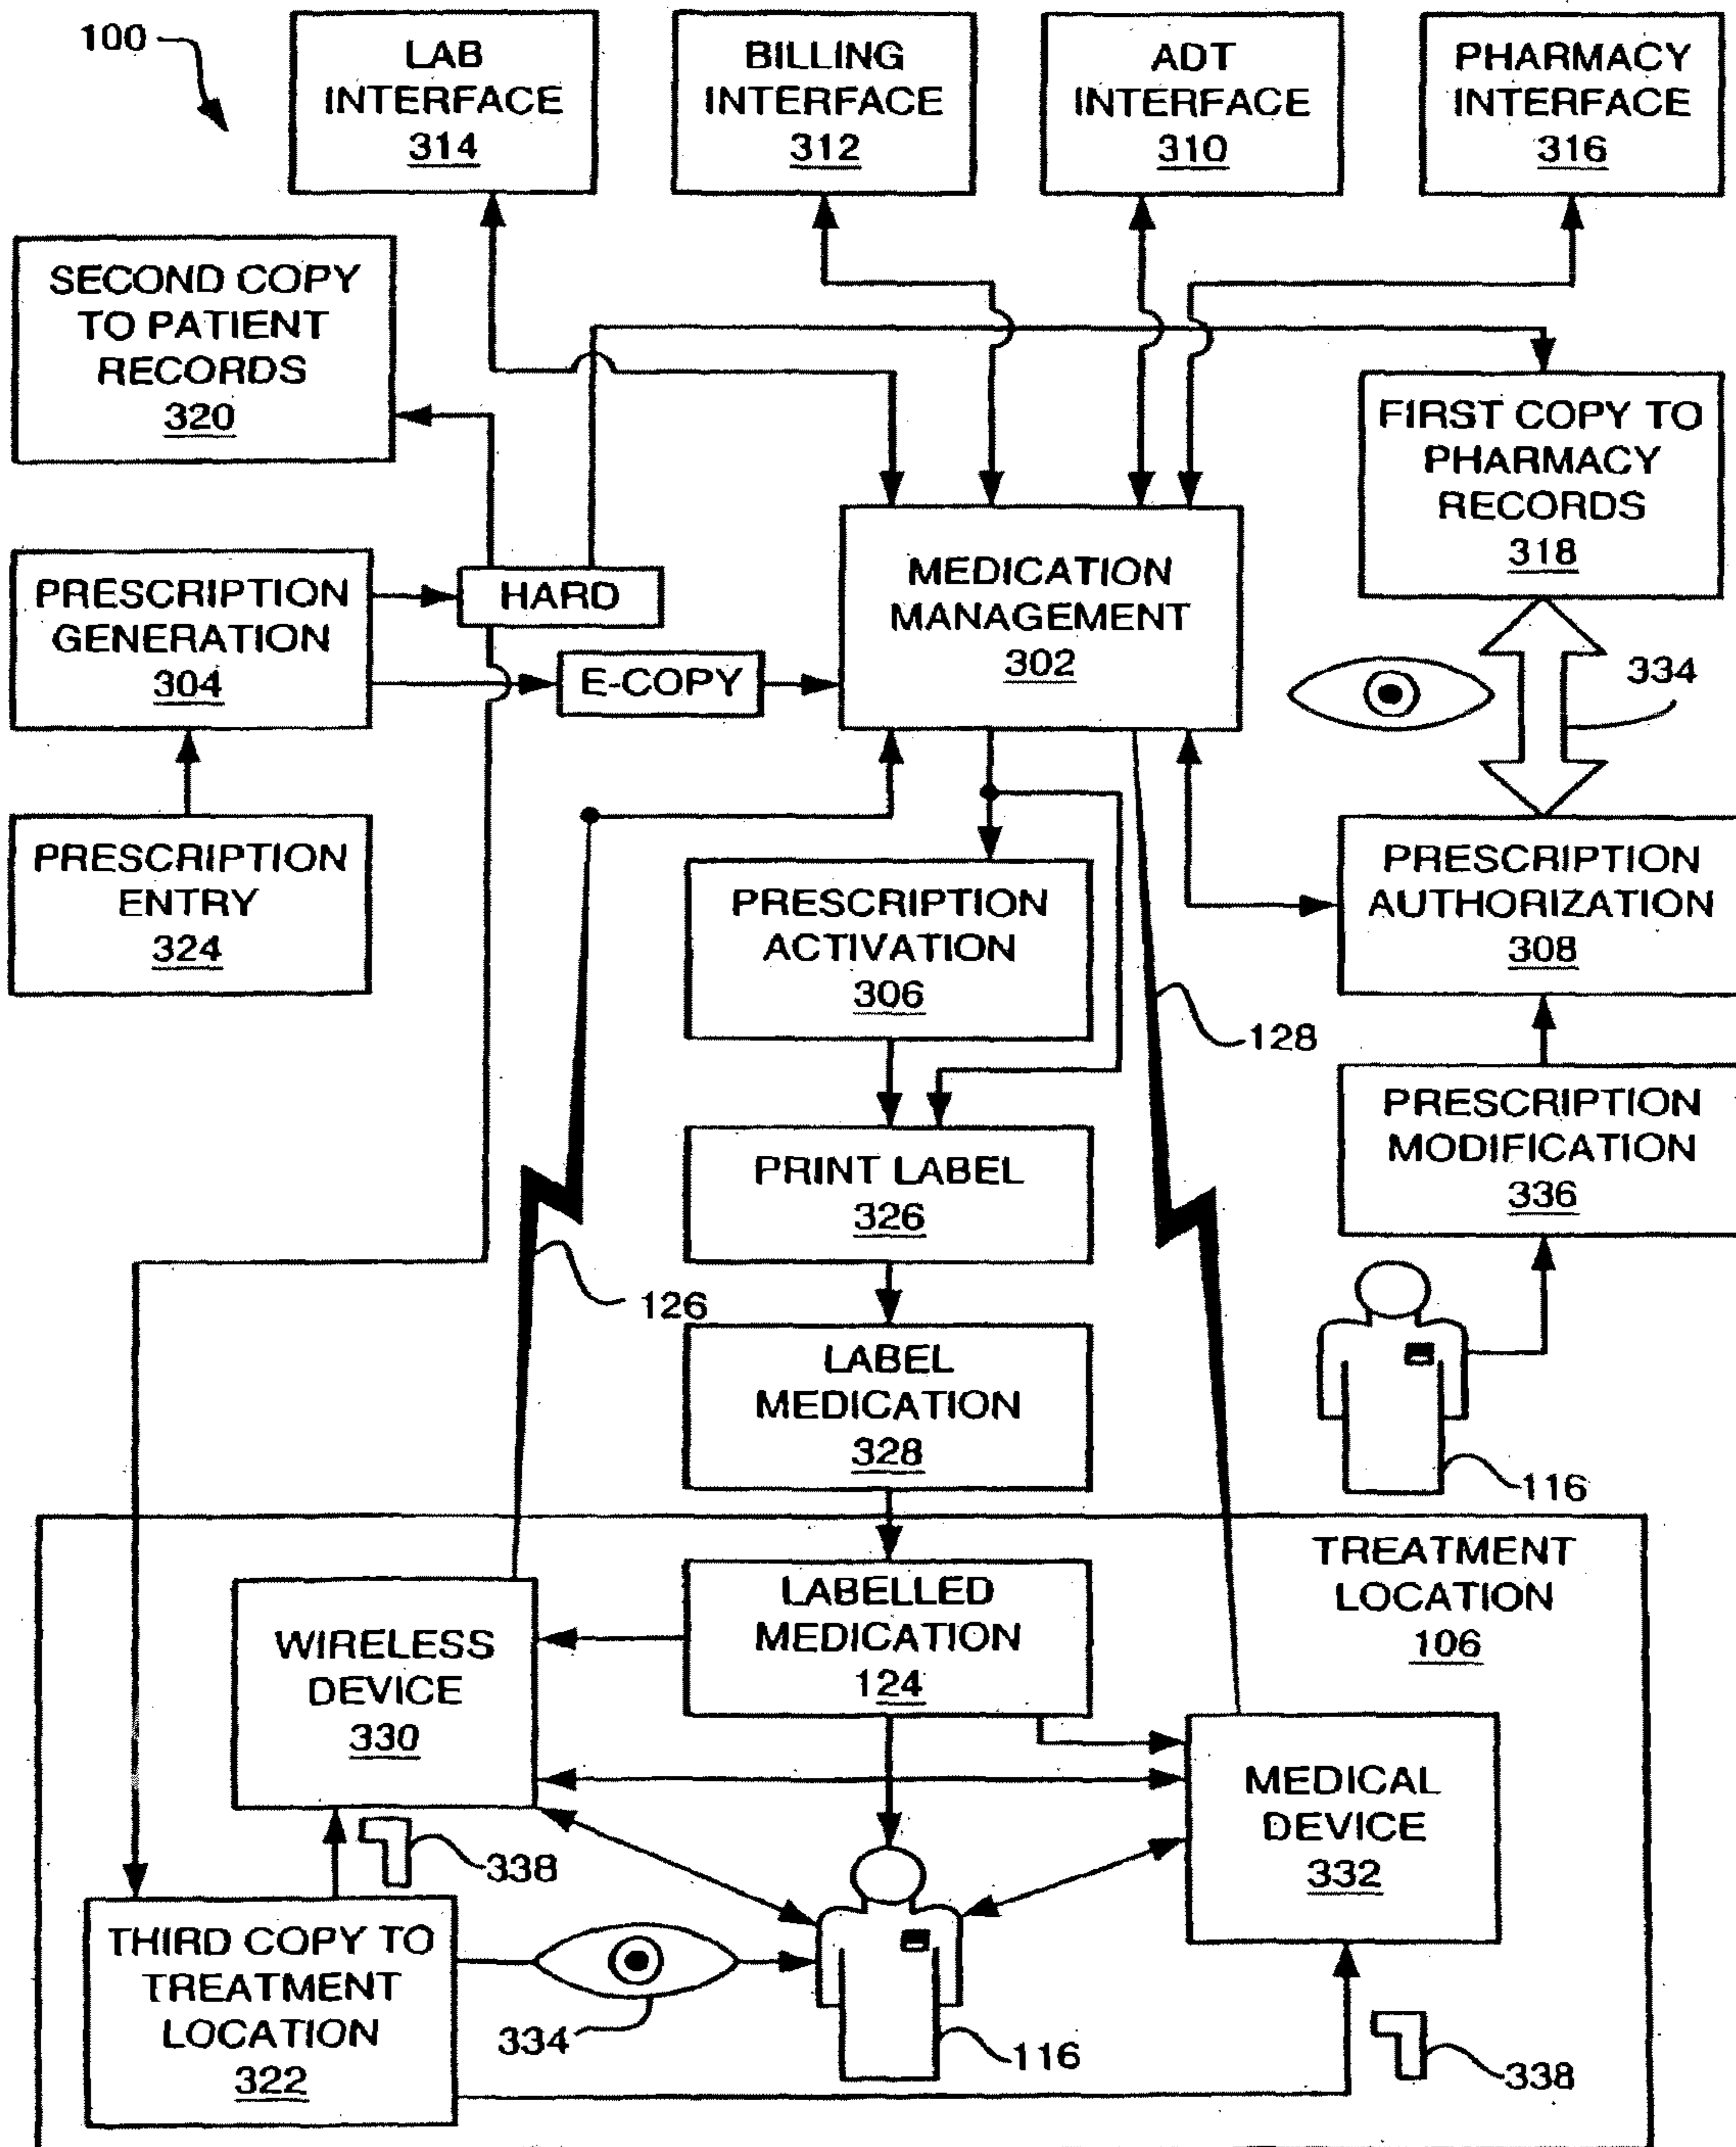 100
LAB
INTERFACE
314
BILLING
INTERFACE
312
ADT
INTERFACE
310
PHARMACY
INTERFACE
316
SECOND COPY
TO PATIENT
RECORDS
320
FIRST COPY TO
PHARMACY
RECORDS
318
PRESCRIPTION
GENERATION
304
HARD
E-COPY
MEDICATION
MANAGEMENT
302
334
PRESCRIPTION
ENTRY
324
PRESCRIPTION
ACTIVATION
306
PRESCRIPTION
AUTHORIZATION
308
128
PRINT LABEL
326
PRESCRIPTION
MODIFICATION
336
126
LABEL
MEDICATION
328
116
TREATMENT
LOCATION
106
WIRELESS
DEVICE
330
LABELLED
MEDICATION
124
MEDICAL
DEVICE
332
338
THIRD COPY TO
TREATMENT
LOCATION
322
334
116
338